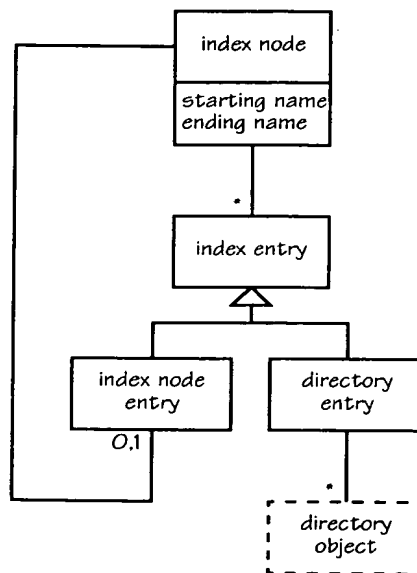 index node
starting name
ending name
*
index entry
index node
entry
directory
entry
0,1
*
directory
object